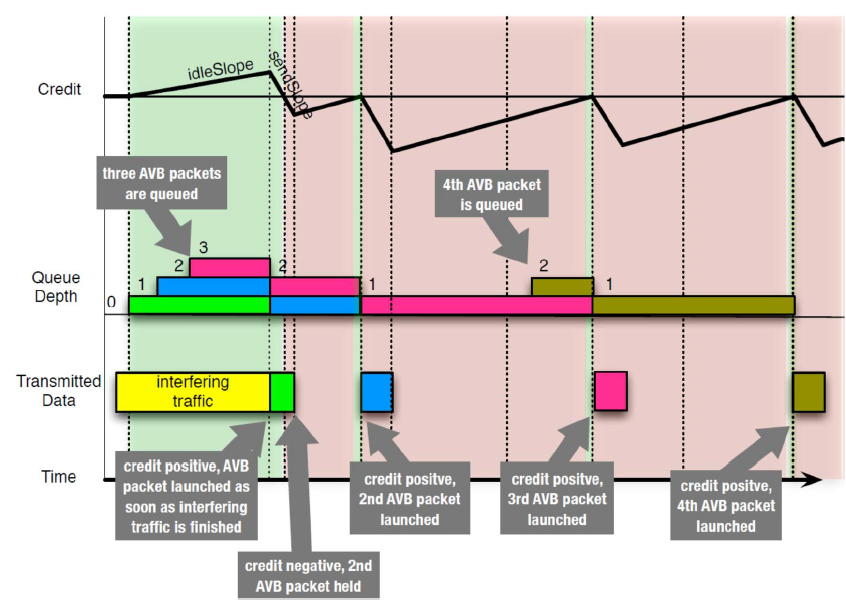 Credit
idleSlope
sendSlope
three AVB packets
are queued
4th AVB packet
is queued
Queue
Depth
0
1
2
3
2
1
2
1
Transmitted
Data
interfering
traffic
Time
credit positive, AVB
packet launched as
soon as interfering
traffic is finished
credit negative, 2nd
AVB packet held
credit positve,
2nd AVB packet
launched
credit positve,
3rd AVB packet
launched
credit positve,
4th AVB packet
launched